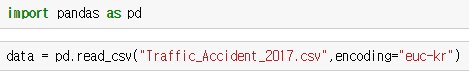 import pandas as pd
data = pd.read_csv("Traffic_Accident_2017.csv",encoding="euc-kr")